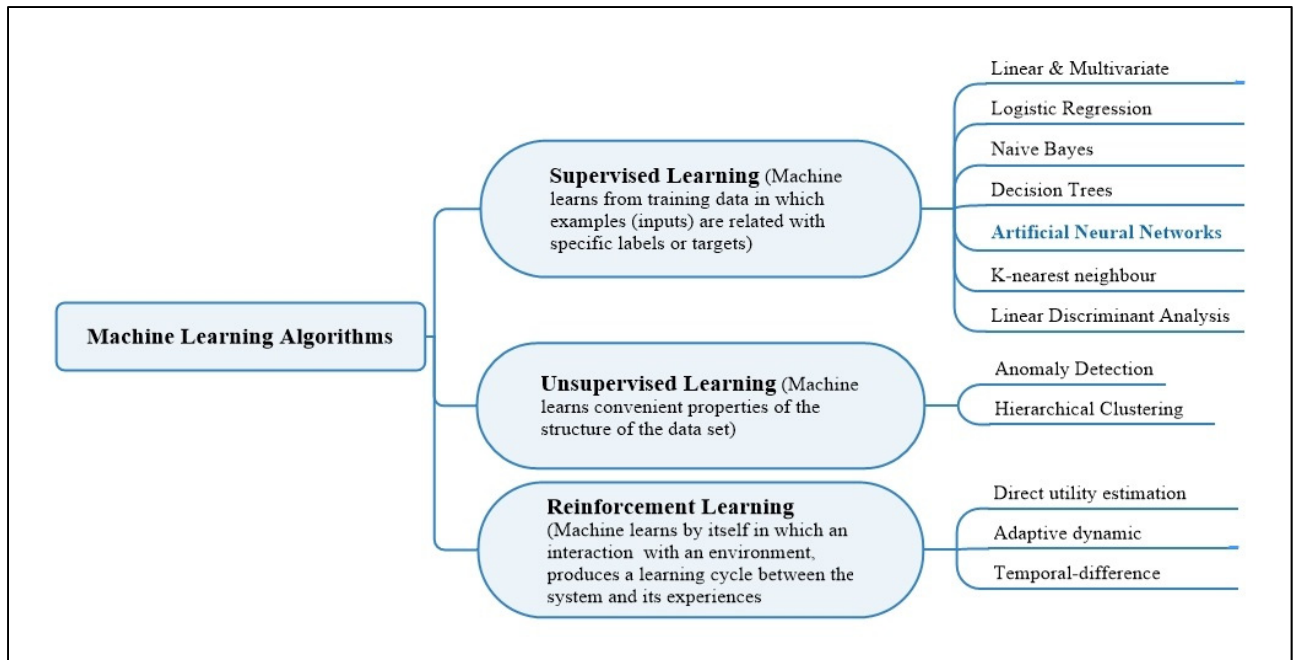 Machine Learning Algorithms
Supervised Learning (Machine
learns from training data in which
examples (inputs) are related with
specific labels or targets)
Linear & Multivariate
Logistic Regression
Naive Bayes
Decision Trees
Artificial Neural Networks
K-nearest neighbour
Linear Discriminant Analysis
Unsupervised Learning (Machine
learns convenient properties of the
structure of the data set)
Anomaly Detection
Hierarchical Clustering
Reinforcement Learning
(Machine learns by itself in which an
interaction with an environment,
produces a learning cycle between the
system and its experiences
Direct utility estimation
Adaptive dynamic
Temporal-difference